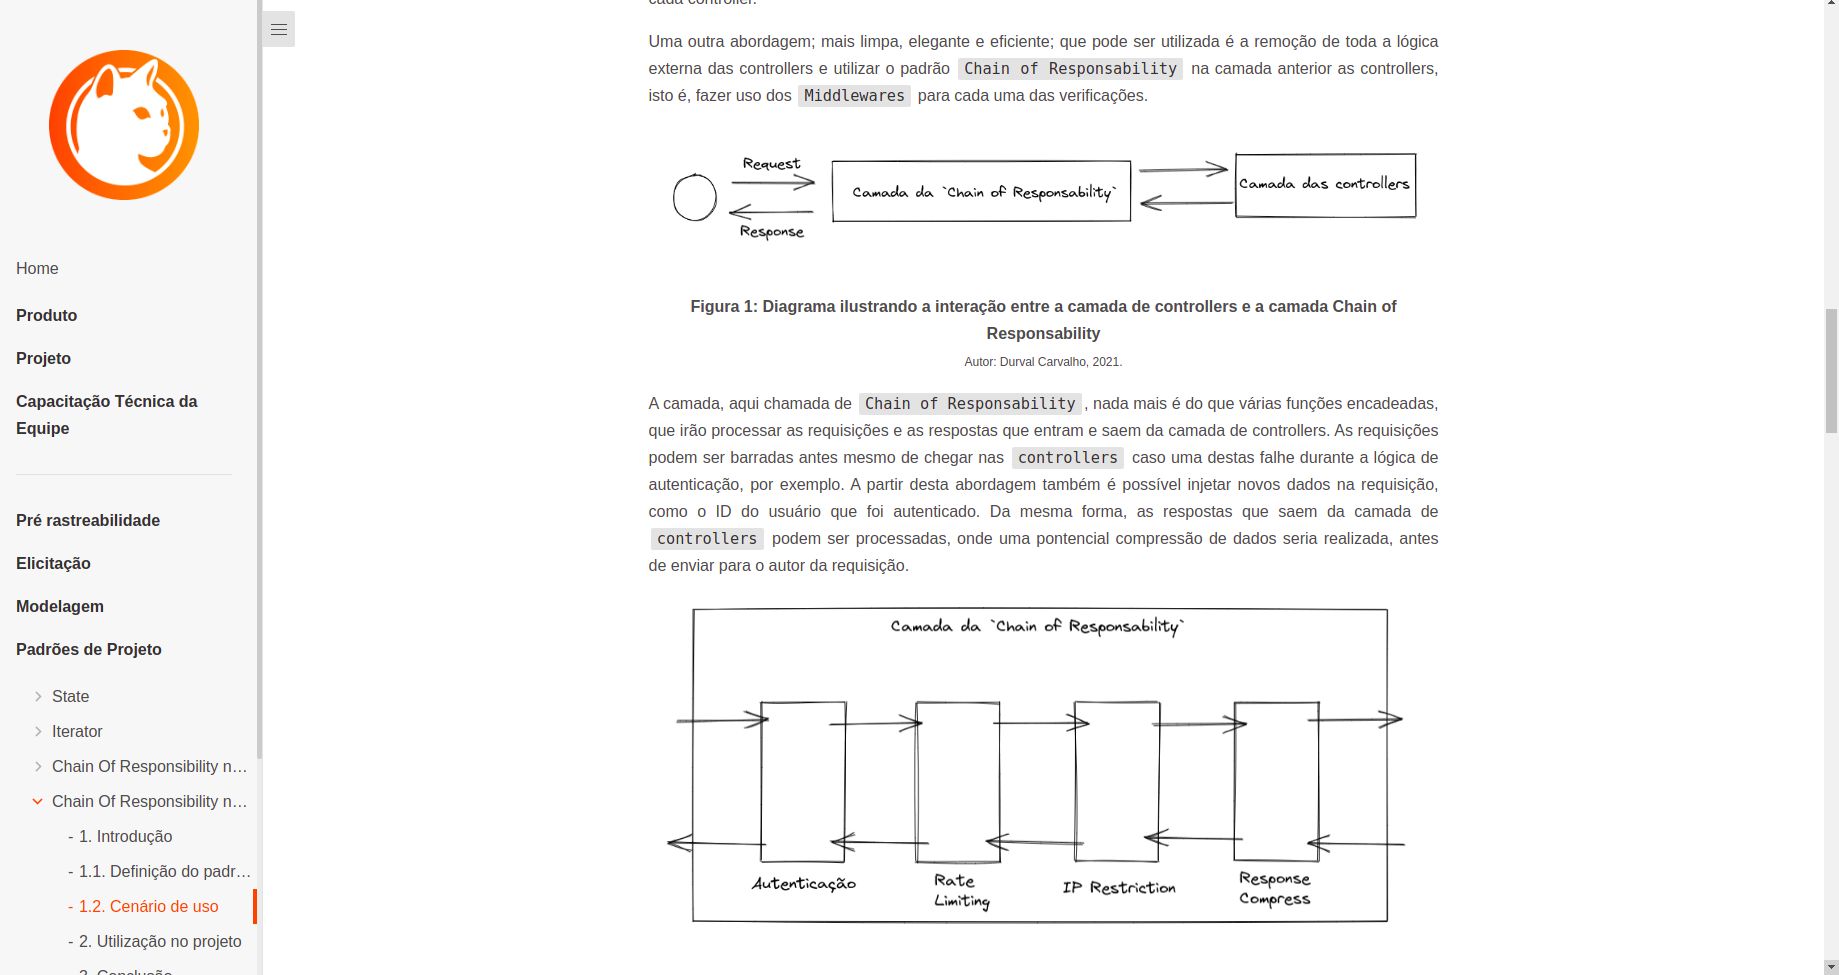 Home
Produto
Projeto
Capacitação Técnica da
Equipe
Pré rastreabilidade
Elicitação
Modelagem
Padrões de Projeto
State
Iterator
Chain Of Responsibility n…
Chain Of Responsibility n…
- 1. Introdução
- 1.1. Definição do padr…
- 1.2. Cenário de uso
- 2. Utilização no projeto
- 3. Conclusão
cada controller.
Uma outra abordagem; mais limpa, elegante e eficiente; que pode ser utilizada é a remoção de toda a lógica
externa das controllers e utilizar o padrão Chain of Responsability na camada anterior as controllers,
isto é, fazer uso dos Middlewares para cada uma das verificações.
Request
Response
Camada da `Chain of Responsability`
Camada das controllers
Figura 1: Diagrama ilustrando a interação entre a camada de controllers e a camada Chain of
Responsability
Autor: Durval Carvalho, 2021.
A camada, aqui chamada de Chain of Responsability, nada mais é do que várias funções encadeadas,
que irão processar as requisições e as respostas que entram e saem da camada de controllers. As requisições
podem ser barradas antes mesmo de chegar nas controllers caso uma destas falhe durante a lógica de
autenticação, por exemplo. A partir desta abordagem também é possível injetar novos dados na requisição,
como o ID do usuário que foi autenticado. Da mesma forma, as respostas que saem da camada de
controllers podem ser processadas, onde uma pontencial compressão de dados seria realizada, antes
de enviar para o autor da requisição.
Camada da `Chain of Responsability`
Autenticação
Rate
Limiting
IP Restriction
Response
Compress